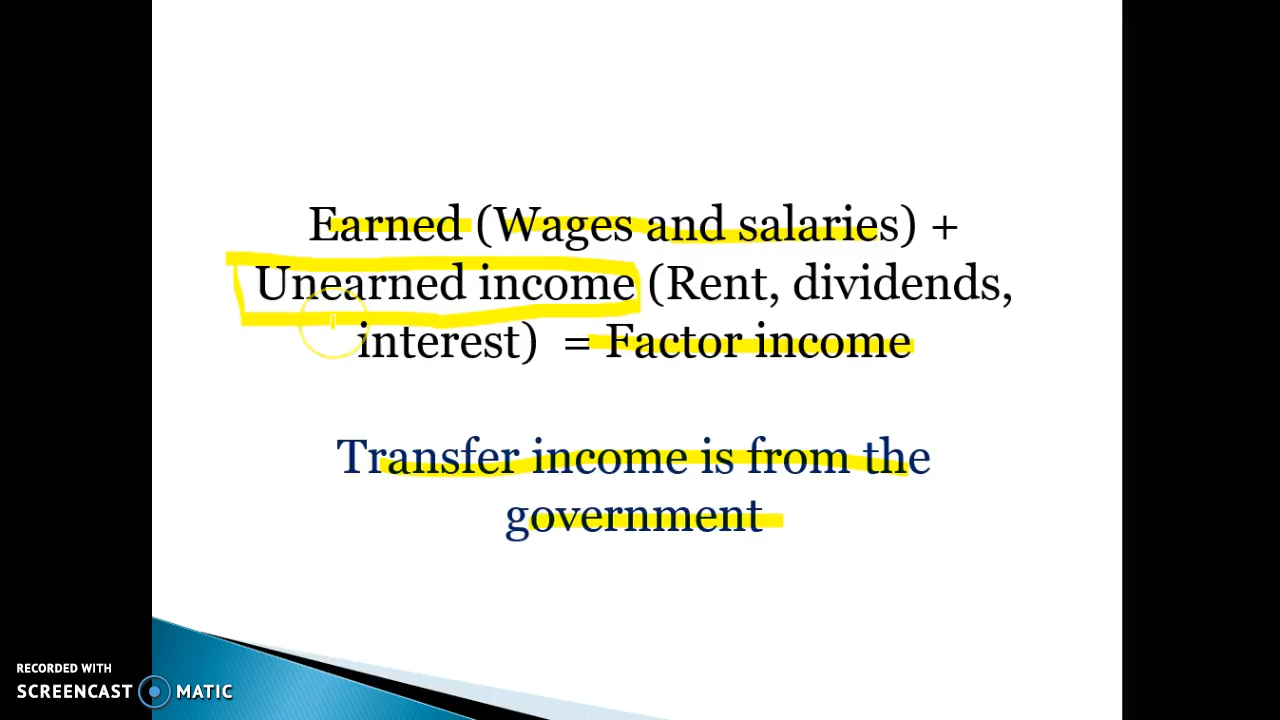 Earned (Wages and salaries) +
Unearned income (Rent, dividends,
interest) = Factor income
Transfer income is from the
government
RECORDED WITH
SCREENCAST MATIC